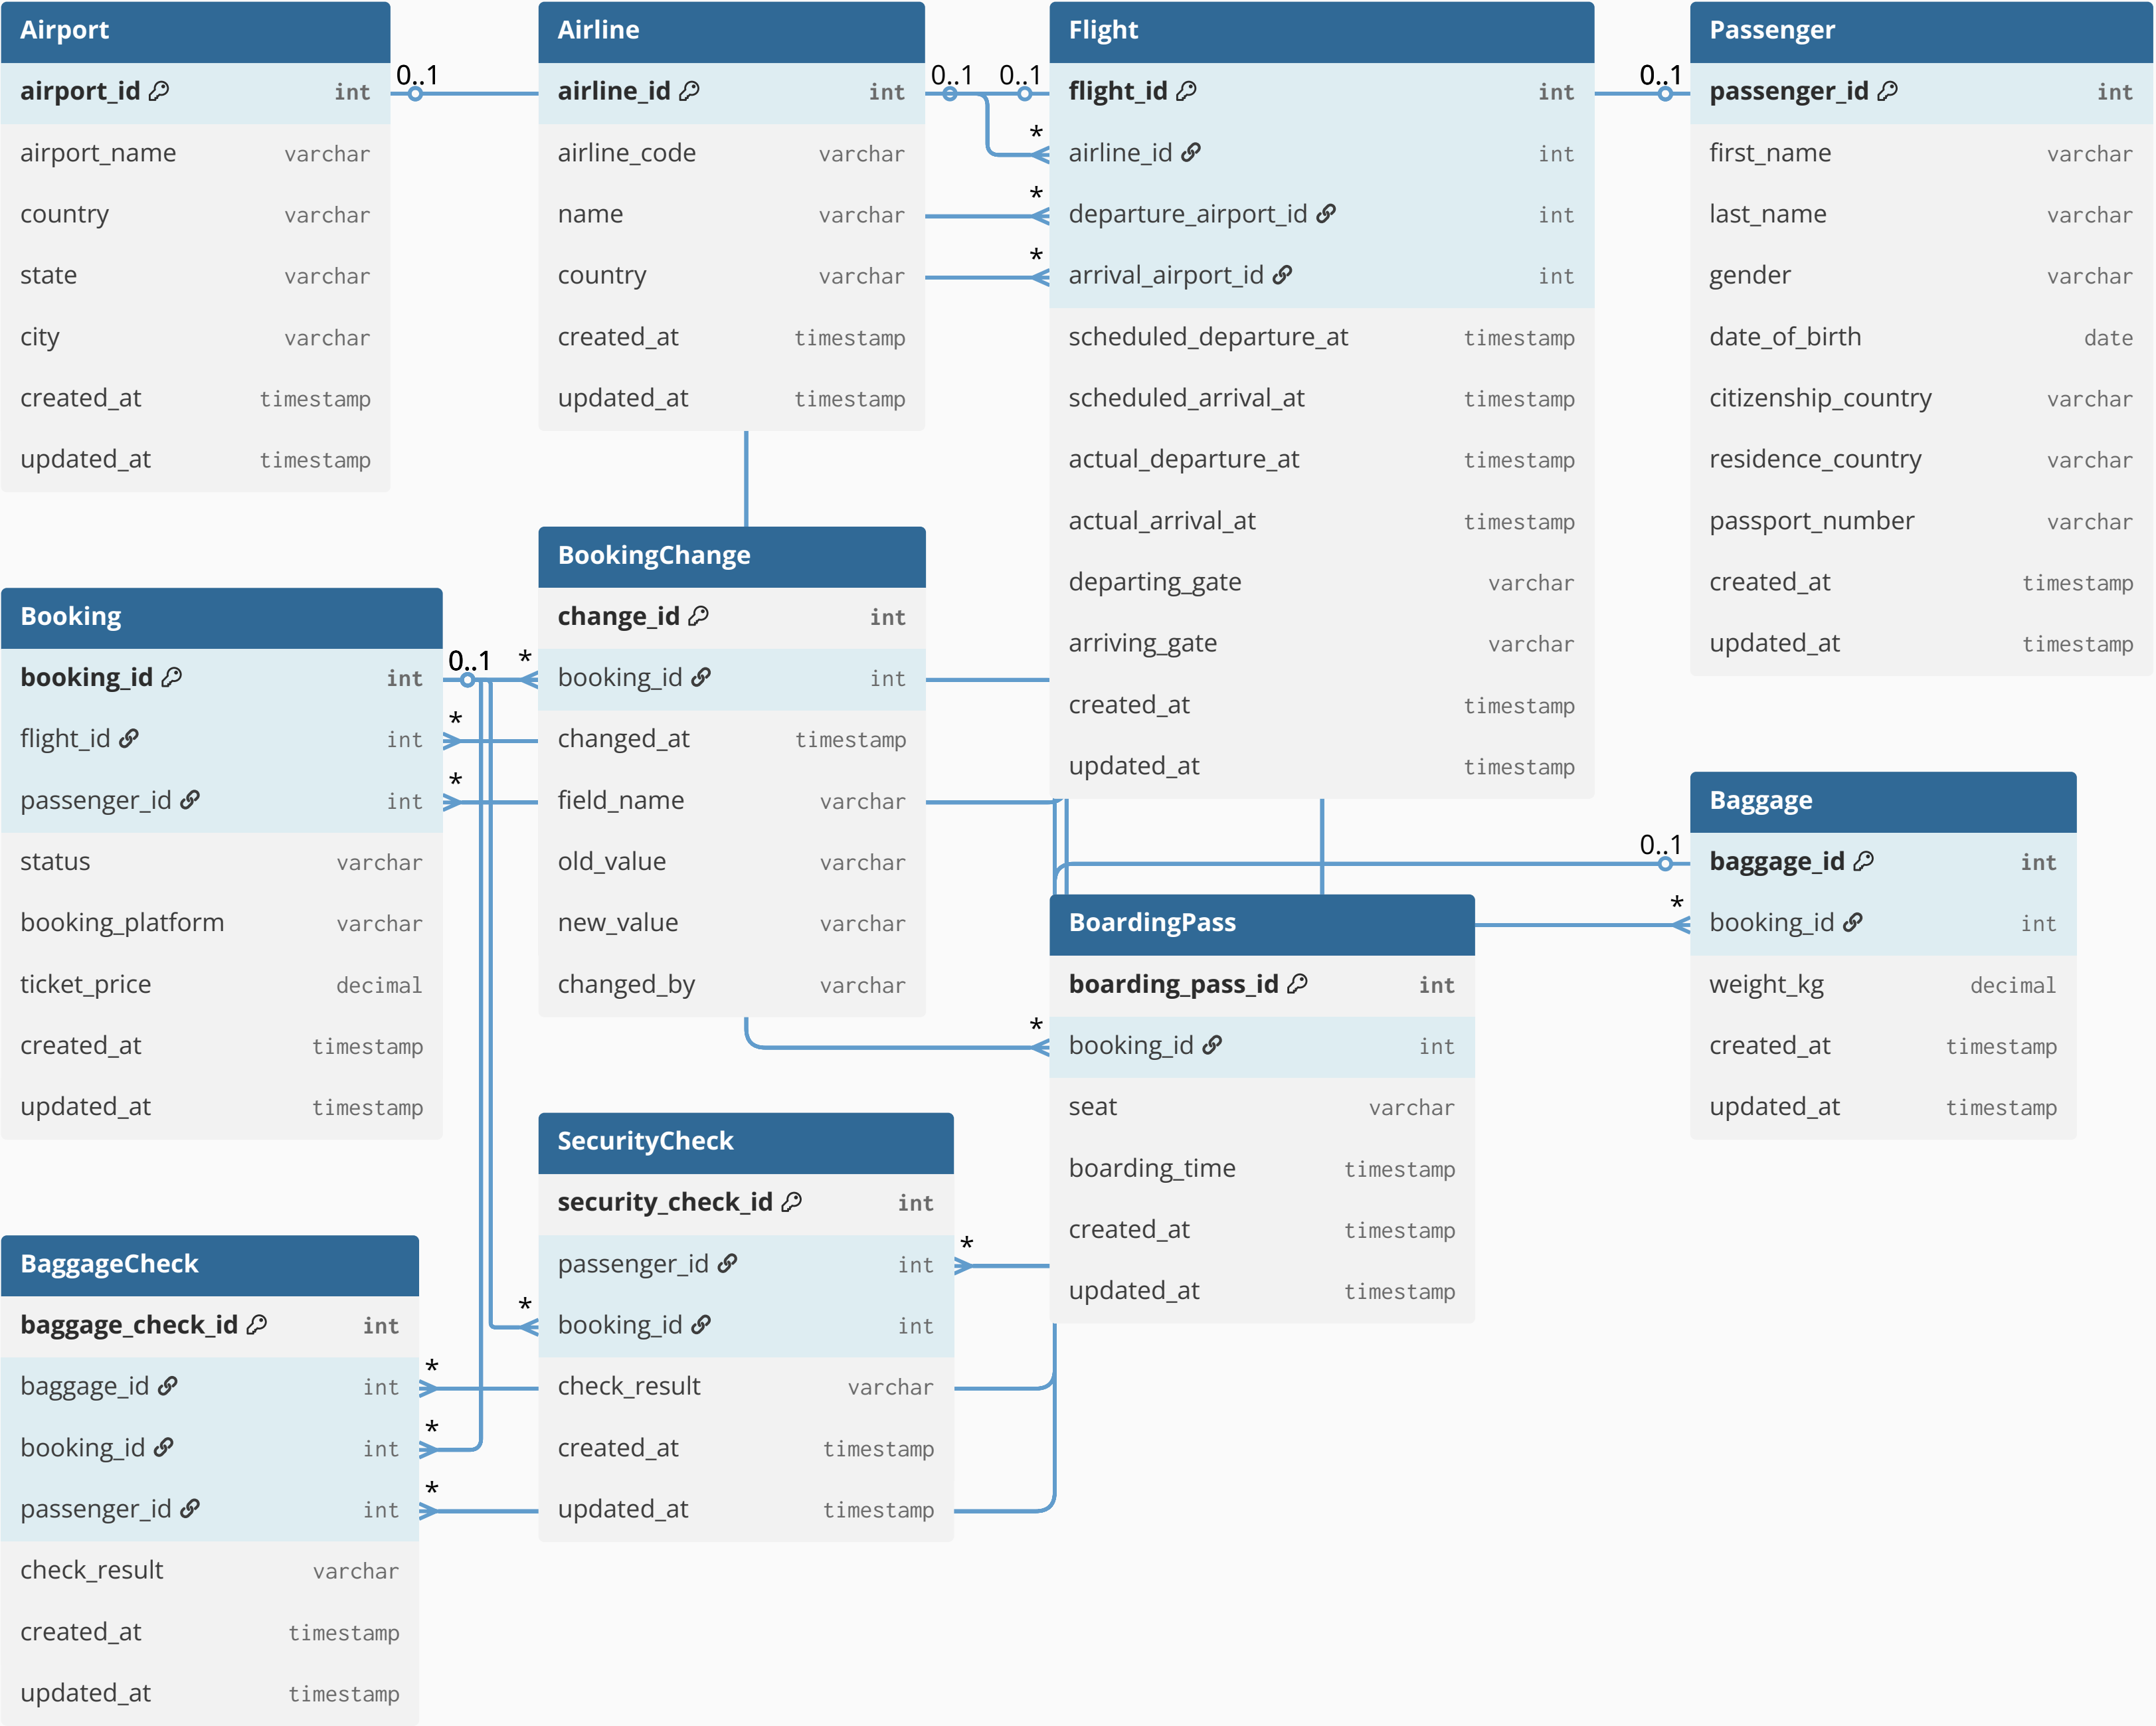 Airport
airport_id int
airport_name varchar
country varchar
state varchar
city varchar
created_at timestamp
updated_at timestamp
0..1
Airline
airline_id int
airline_code varchar
name varchar
country varchar
created_at timestamp
updated_at timestamp
0..1 0..1
*
*
*
Flight
flight_id int
airline_id int
departure_airport_id int
arrival_airport_id int
scheduled_departure_at timestamp
scheduled_arrival_at timestamp
actual_departure_at timestamp
actual_arrival_at timestamp
departing_gate varchar
arriving_gate varchar
created_at timestamp
updated_at timestamp
0..1
Passenger
passenger_id int
first_name varchar
last_name varchar
gender varchar
date_of_birth date
citizenship_country varchar
residence_country varchar
passport_number varchar
created_at timestamp
updated_at timestamp
Booking
booking_id int
flight_id int
passenger_id int
status varchar
booking_platform varchar
ticket_price decimal
created_at timestamp
updated_at timestamp
0..1 *
*
*
BookingChange
change_id int
booking_id int
changed_at timestamp
field_name varchar
old_value varchar
new_value varchar
changed_by varchar
*
BoardingPass
boarding_pass_id int
booking_id int
seat varchar
boarding_time timestamp
created_at timestamp
updated_at timestamp
0..1
*
Baggage
baggage_id int
booking_id int
weight_kg decimal
created_at timestamp
updated_at timestamp
BaggageCheck
baggage_check_id int
baggage_id int
booking_id int
passenger_id int
check_result varchar
created_at timestamp
updated_at timestamp
*
*
*
*
SecurityCheck
security_check_id int
passenger_id int
booking_id int
check_result varchar
created_at timestamp
updated_at timestamp
*